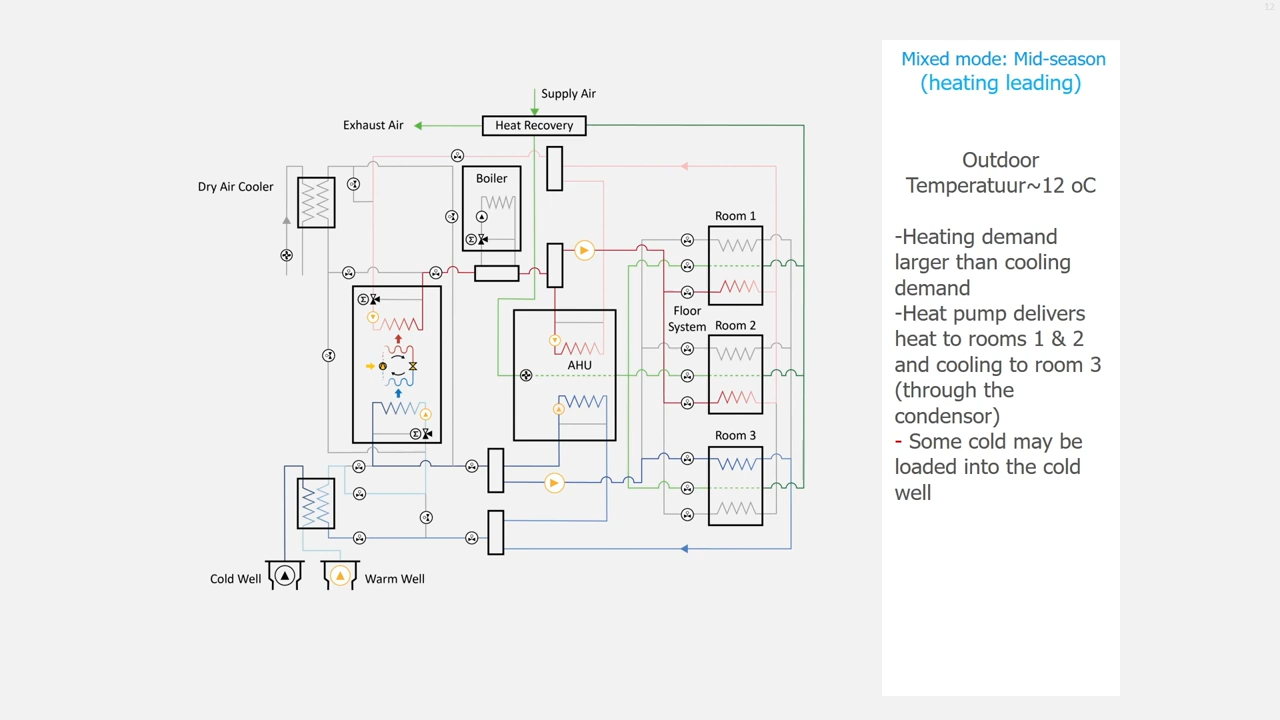 12
Mixed mode: Mid-season
(heating leading)
Supply Air
Exhaust Air
Heat Recovery
Dry Air Cooler
Boiler
Σ
Room 1
Floor
System
Room 2
Σ
AHU
Room 3
Σ
Cold Well
Warm Well
Outdoor
Temperatuur~12 oC
-Heating demand
larger than cooling
demand
-Heat pump delivers
heat to rooms 1 & 2
and cooling to room 3
(through the
condensor)
- Some cold may be
loaded into the cold
well